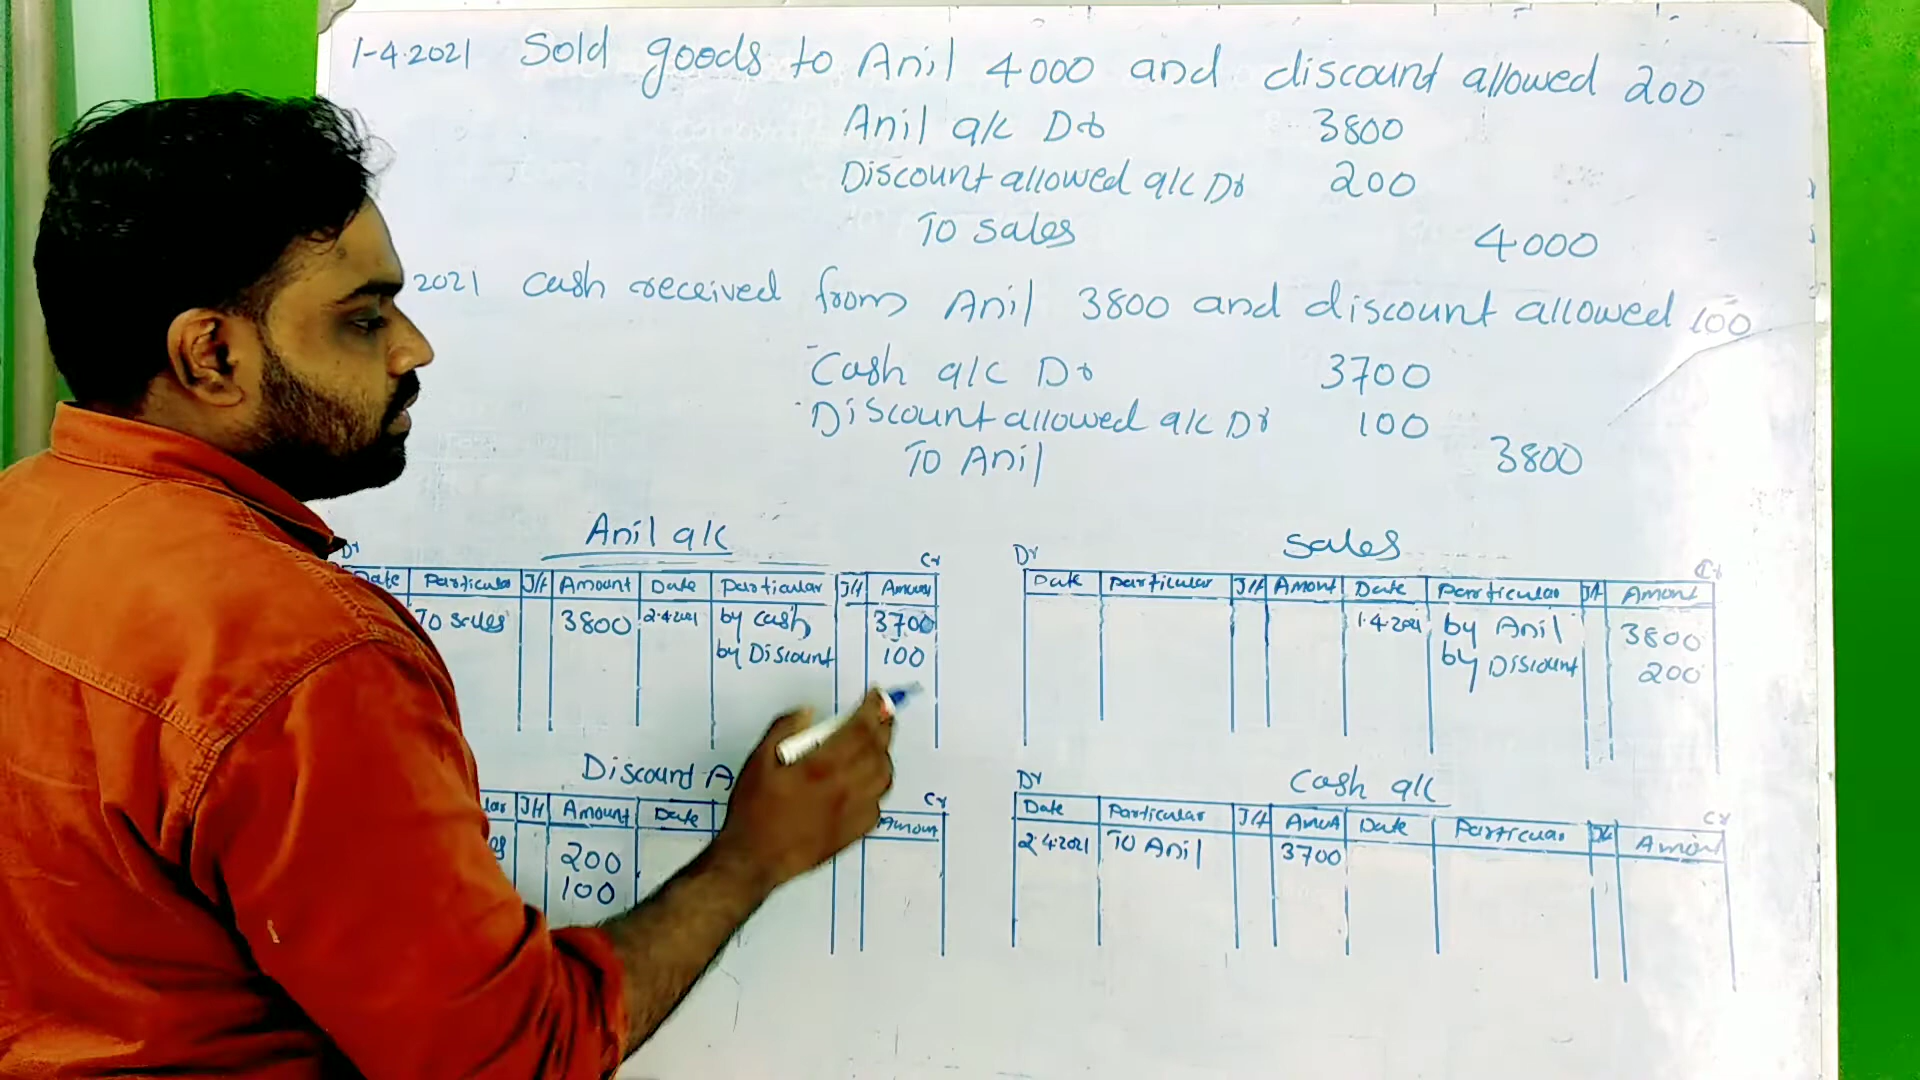 1-4-2021 Sold goods to Anil 4000 and discount allowed 200
Anil a/c Dr 3800
Discount allowed a/c Dr 200
To sales 4000
2021 Cash received from Anil 3800 and discount allowed 100
Cash a/c Dr 3700
Discount allowed a/c Dr 100
To Anil 3800
Anil a/c
Dr Cr
Date Particular J/f Amount Date particular J/f Amount
To sales 3800 2.4.2021 by cash 3700
by Discount 100
Sales
Dr Cr
Date particular J/f Amont Date particular J/f Amont
1.4.2021 by Anil 3800
by Discount 200
Discount A
Cr
lar J/f Amount Date Amount
200
100
Cash a/c
Dr Cr
Date Particular J/f Amout Date Particular J/f Amount
2.4.2021 To Anil 3700